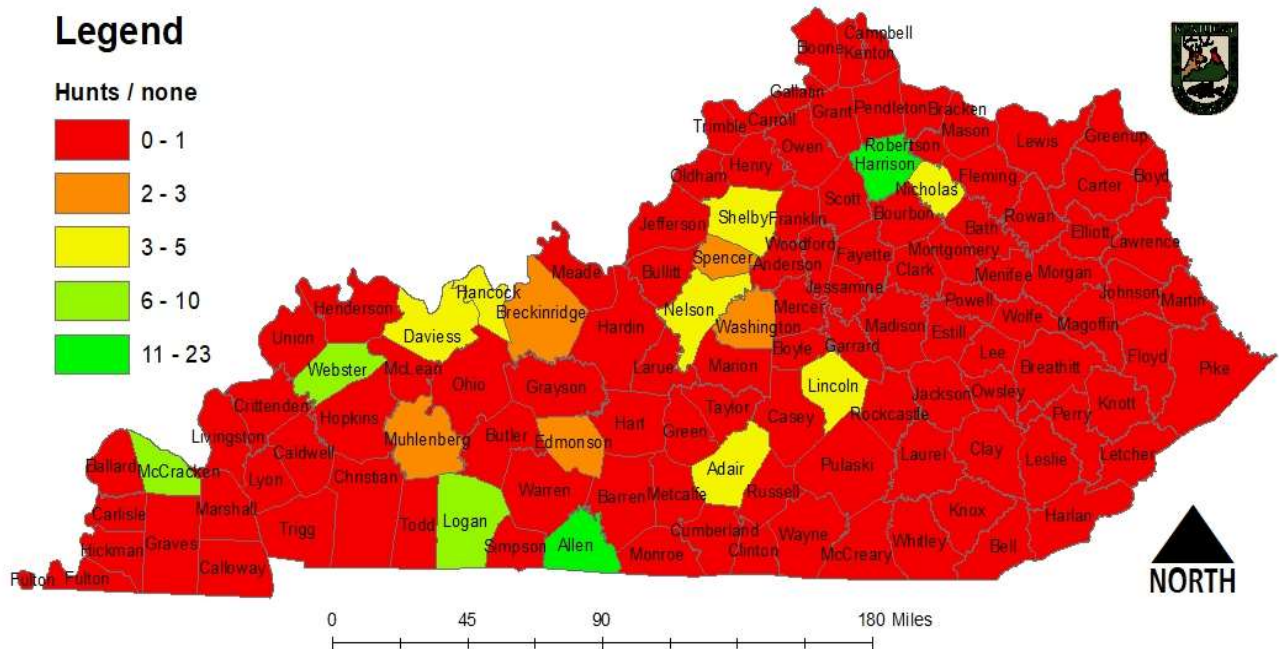 Legend
Hunts / none
0 - 1
2 - 3
3 - 5
6 - 10
11 - 23
Campbell
Boone
Kenton
Gallatin
Grant
Pendleton
Bracken
Trimble
Carroll
Owen
Robertson
Mason
Lewis
Greenup
Oldham
Henry
Harrison
Nicholas
Fleming
Carter
Boyd
Jefferson
Shelby
Franklin
Scott
Bourbon
Bath
Rowan
Elliott
Lawrence
Meade
Bullitt
Spencer
Anderson
Woodford
Fayette
Clark
Montgomery
Menifee
Morgan
Johnson
Martin
Henderson
Hancock
Breckinridge
Hardin
Nelson
Washington
Mercer
Jessamine
Madison
Powell
Estill
Wolfe
Magoffin
Union
Daviess
McLean
Webster
Ohio
Grayson
Larue
Marion
Boyle
Garrard
Lincoln
Lee
Breathitt
Floyd
Pike
Crittenden
Hopkins
Muhlenberg
Butler
Edmonson
Hart
Green
Taylor
Casey
Rockcastle
Jackson
Owsley
Perry
Knott
Livingston
Caldwell
Christian
Ballard
McCracken
Lyon
Warren
Barren
Metcalfe
Adair
Russell
Pulaski
Laurel
Clay
Leslie
Letcher
Carlisle
Marshall
Trigg
Todd
Logan
Simpson
Allen
Monroe
Cumberland
Clinton
Wayne
McCreary
Whitley
Knox
Bell
Harlan
Hickman
Graves
Calloway
Fulton
Fulton
NORTH
0 45 90 180 Miles